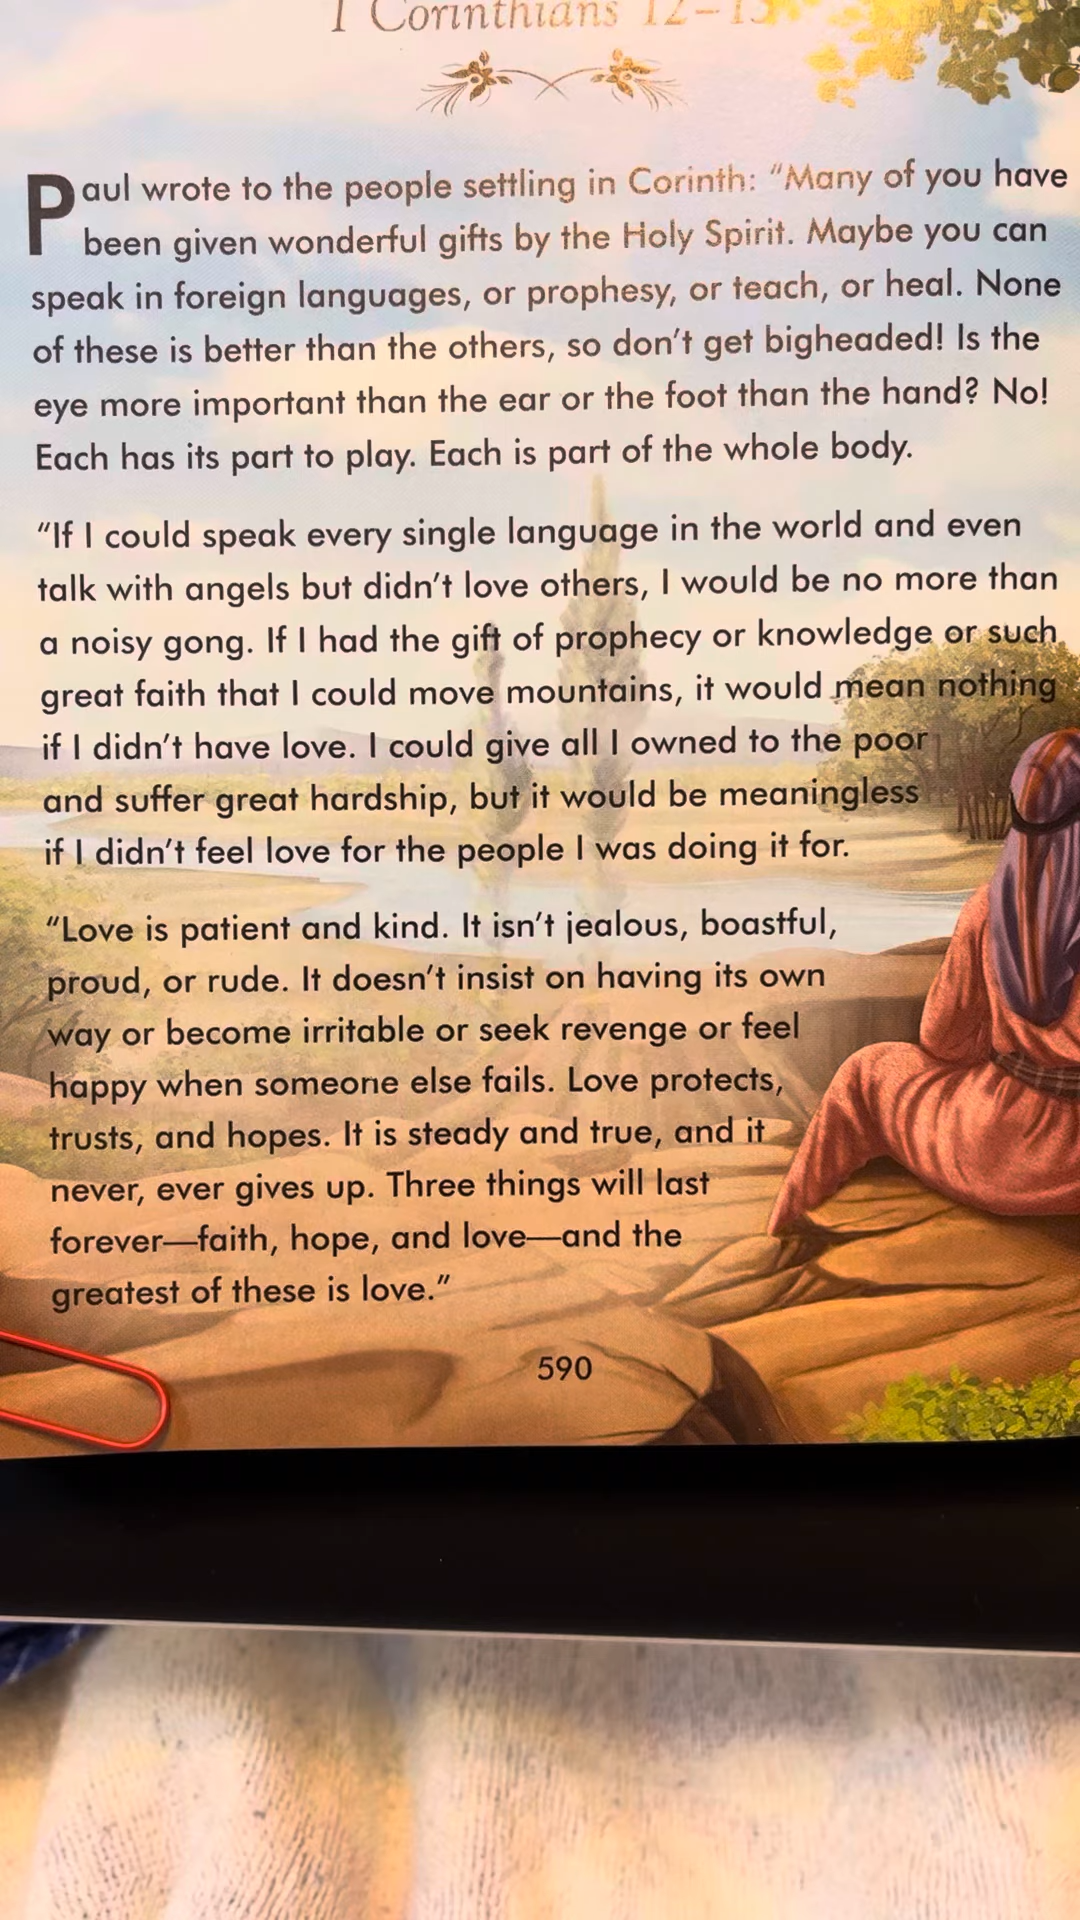 1 Corinthians 12–13
Paul wrote to the people settling in Corinth: “Many of you have
been given wonderful gifts by the Holy Spirit. Maybe you can
speak in foreign languages, or prophesy, or teach, or heal. None
of these is better than the others, so don’t get bigheaded! Is the
eye more important than the ear or the foot than the hand? No!
Each has its part to play. Each is part of the whole body.
“If I could speak every single language in the world and even
talk with angels but didn’t love others, I would be no more than
a noisy gong. If I had the gift of prophecy or knowledge or such
great faith that I could move mountains, it would mean nothing
if I didn’t have love. I could give all I owned to the poor
and suffer great hardship, but it would be meaningless
if I didn’t feel love for the people I was doing it for.
“Love is patient and kind. It isn’t jealous, boastful,
proud, or rude. It doesn’t insist on having its own
way or become irritable or seek revenge or feel
happy when someone else fails. Love protects,
trusts, and hopes. It is steady and true, and it
never, ever gives up. Three things will last
forever—faith, hope, and love—and the
greatest of these is love.”
590